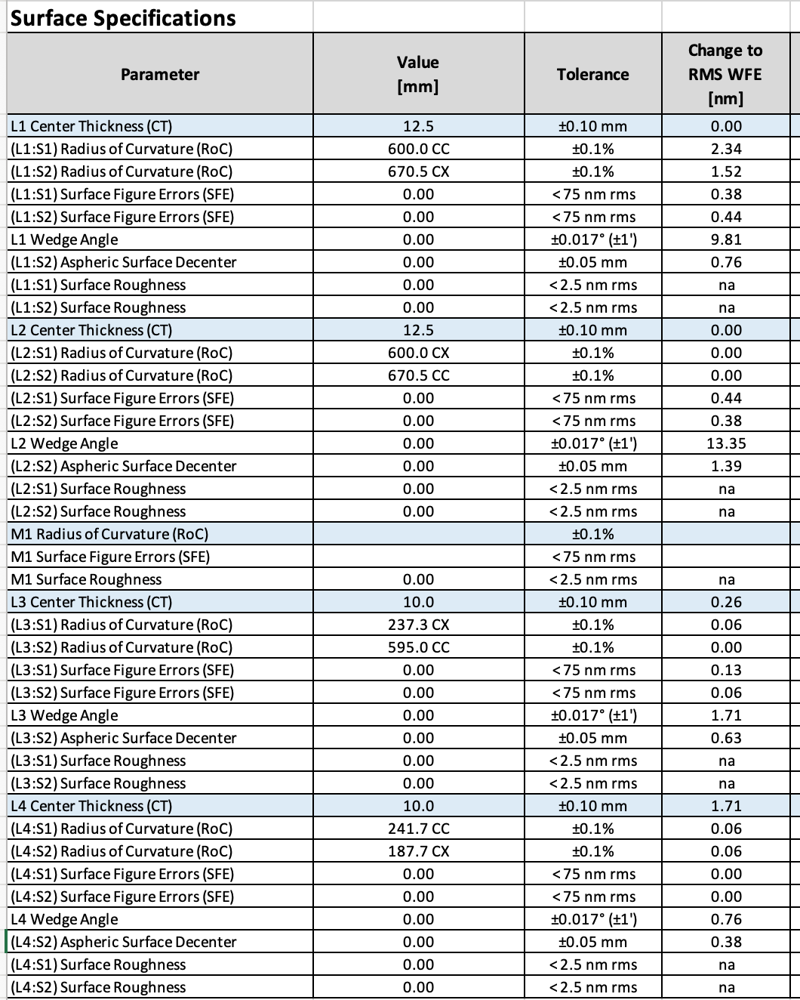 Surface Specifications
Parameter Value [mm] Tolerance Change to RMS WFE [nm]
L1 Center Thickness (CT) 12.5 ±0.10 mm 0.00
(L1:S1) Radius of Curvature (RoC) 600.0 CC ±0.1% 2.34
(L1:S2) Radius of Curvature (RoC) 670.5 CX ±0.1% 1.52
(L1:S1) Surface Figure Errors (SFE) 0.00 <75 nm rms 0.38
(L1:S2) Surface Figure Errors (SFE) 0.00 <75 nm rms 0.44
L1 Wedge Angle 0.00 ±0.017° (±1') 9.81
(L1:S2) Aspheric Surface Decenter 0.00 ±0.05 mm 0.76
(L1:S1) Surface Roughness 0.00 <2.5 nm rms na
(L1:S2) Surface Roughness 0.00 <2.5 nm rms na
L2 Center Thickness (CT) 12.5 ±0.10 mm 0.00
(L2:S1) Radius of Curvature (RoC) 600.0 CX ±0.1% 0.00
(L2:S2) Radius of Curvature (RoC) 670.5 CC ±0.1% 0.00
(L2:S1) Surface Figure Errors (SFE) 0.00 <75 nm rms 0.44
(L2:S2) Surface Figure Errors (SFE) 0.00 <75 nm rms 0.38
L2 Wedge Angle 0.00 ±0.017° (±1') 13.35
(L2:S2) Aspheric Surface Decenter 0.00 ±0.05 mm 1.39
(L2:S1) Surface Roughness 0.00 <2.5 nm rms na
(L2:S2) Surface Roughness 0.00 <2.5 nm rms na
M1 Radius of Curvature (RoC) ±0.1%
M1 Surface Figure Errors (SFE) <75 nm rms
M1 Surface Roughness 0.00 <2.5 nm rms na
L3 Center Thickness (CT) 10.0 ±0.10 mm 0.26
(L3:S1) Radius of Curvature (RoC) 237.3 CX ±0.1% 0.06
(L3:S2) Radius of Curvature (RoC) 595.0 CC ±0.1% 0.00
(L3:S1) Surface Figure Errors (SFE) 0.00 <75 nm rms 0.13
(L3:S2) Surface Figure Errors (SFE) 0.00 <75 nm rms 0.06
L3 Wedge Angle 0.00 ±0.017° (±1') 1.71
(L3:S2) Aspheric Surface Decenter 0.00 ±0.05 mm 0.63
(L3:S1) Surface Roughness 0.00 <2.5 nm rms na
(L3:S2) Surface Roughness 0.00 <2.5 nm rms na
L4 Center Thickness (CT) 10.0 ±0.10 mm 1.71
(L4:S1) Radius of Curvature (RoC) 241.7 CC ±0.1% 0.06
(L4:S2) Radius of Curvature (RoC) 187.7 CX ±0.1% 0.06
(L4:S1) Surface Figure Errors (SFE) 0.00 <75 nm rms 0.00
(L4:S2) Surface Figure Errors (SFE) 0.00 <75 nm rms 0.00
L4 Wedge Angle 0.00 ±0.017° (±1') 0.76
(L4:S2) Aspheric Surface Decenter 0.00 ±0.05 mm 0.38
(L4:S1) Surface Roughness 0.00 <2.5 nm rms na
(L4:S2) Surface Roughness 0.00 <2.5 nm rms na